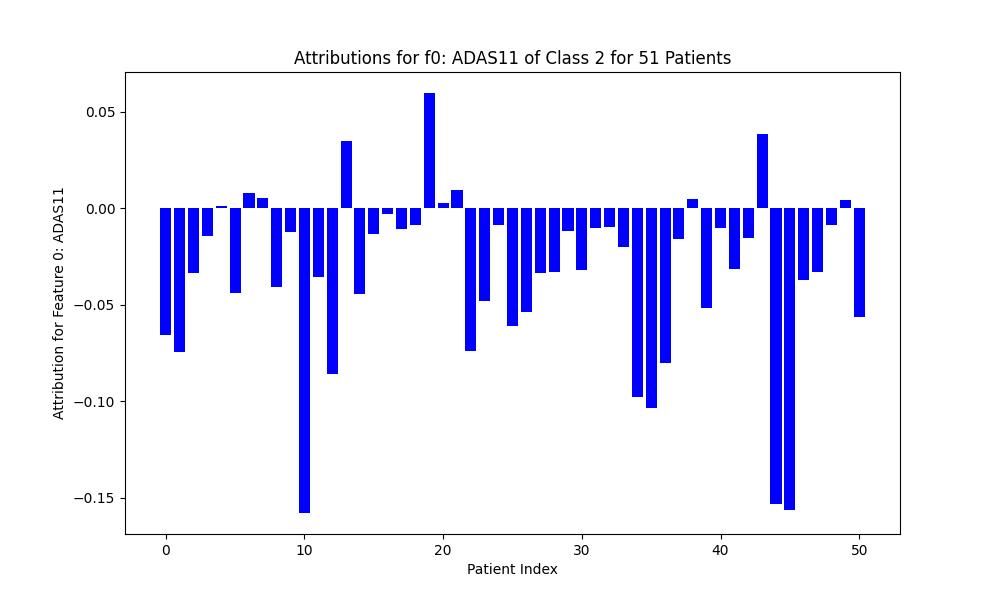 Attributions for f0: ADAS11 of Class 2 for 51 Patients
Attribution for Feature 0: ADAS11
0.05
0.00
−0.05
−0.10
−0.15
0 10 20 30 40 50
Patient Index